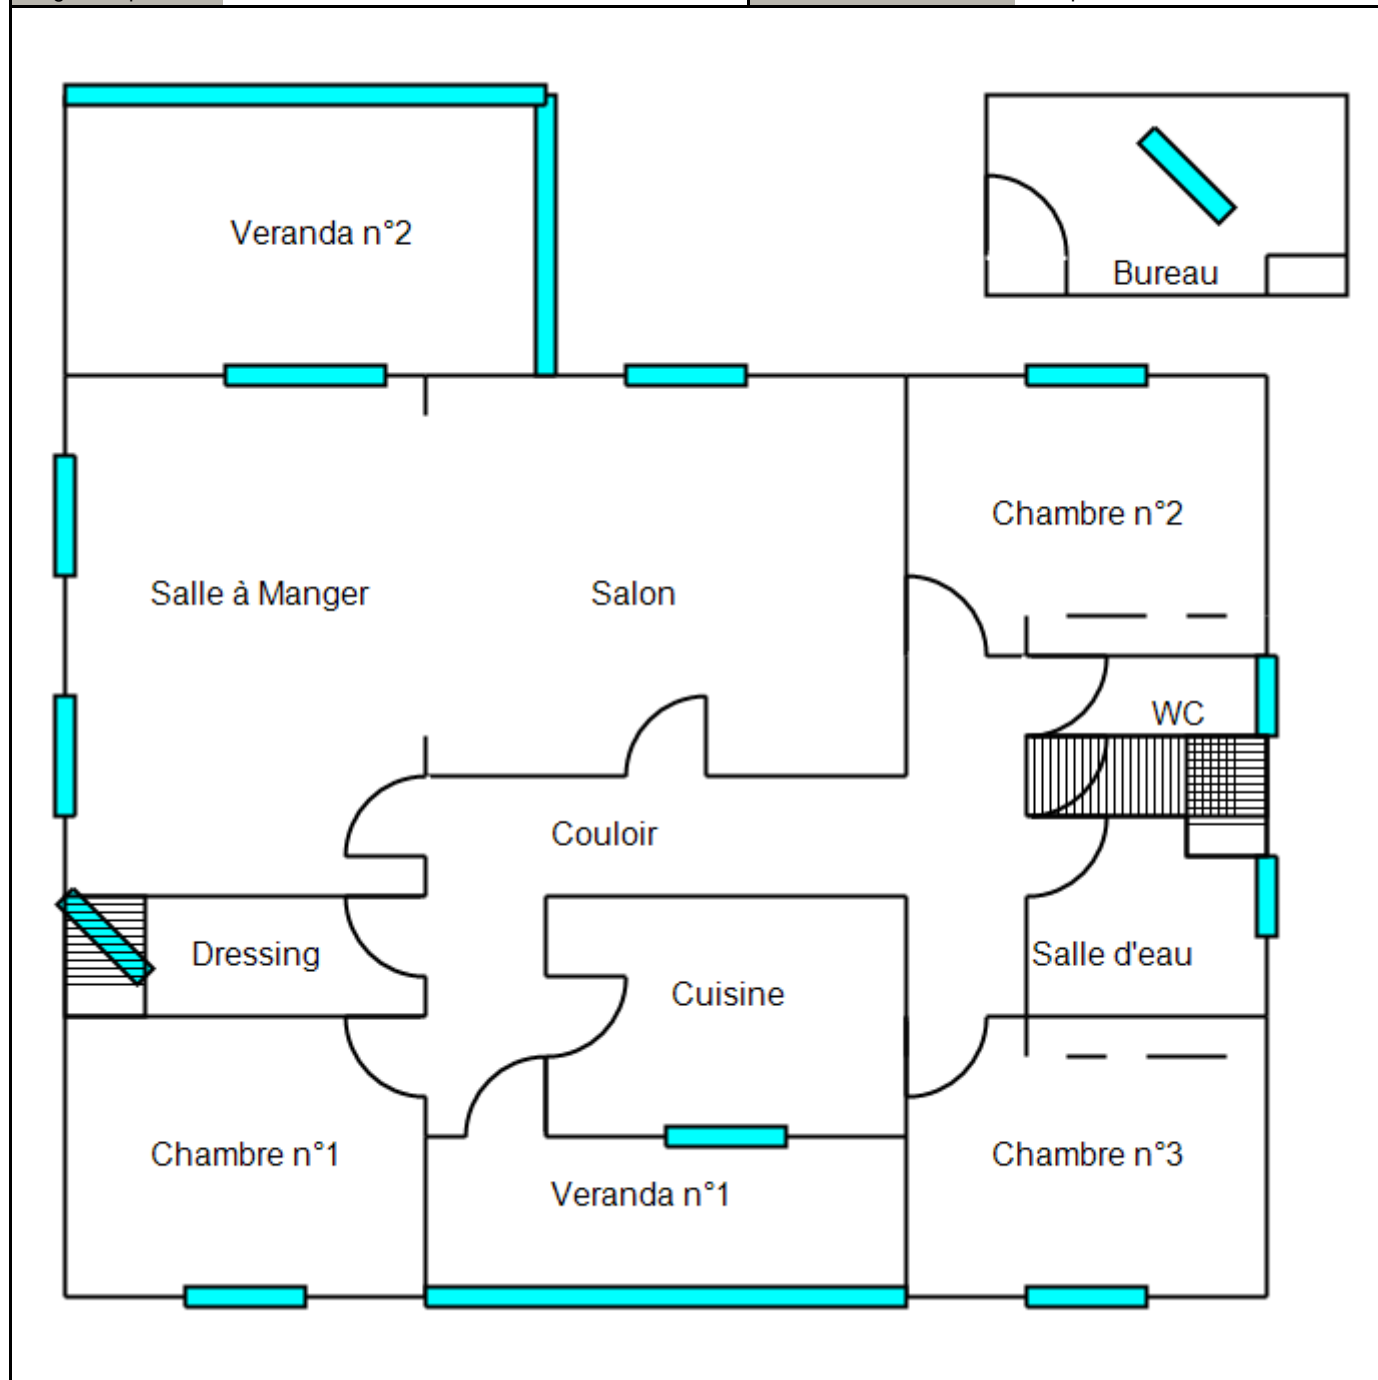 Veranda n°2
Bureau
Chambre n°2
Salle à Manger
Salon
WC
Couloir
Dressing
Salle d'eau
Cuisine
Chambre n°1
Chambre n°3
Veranda n°1